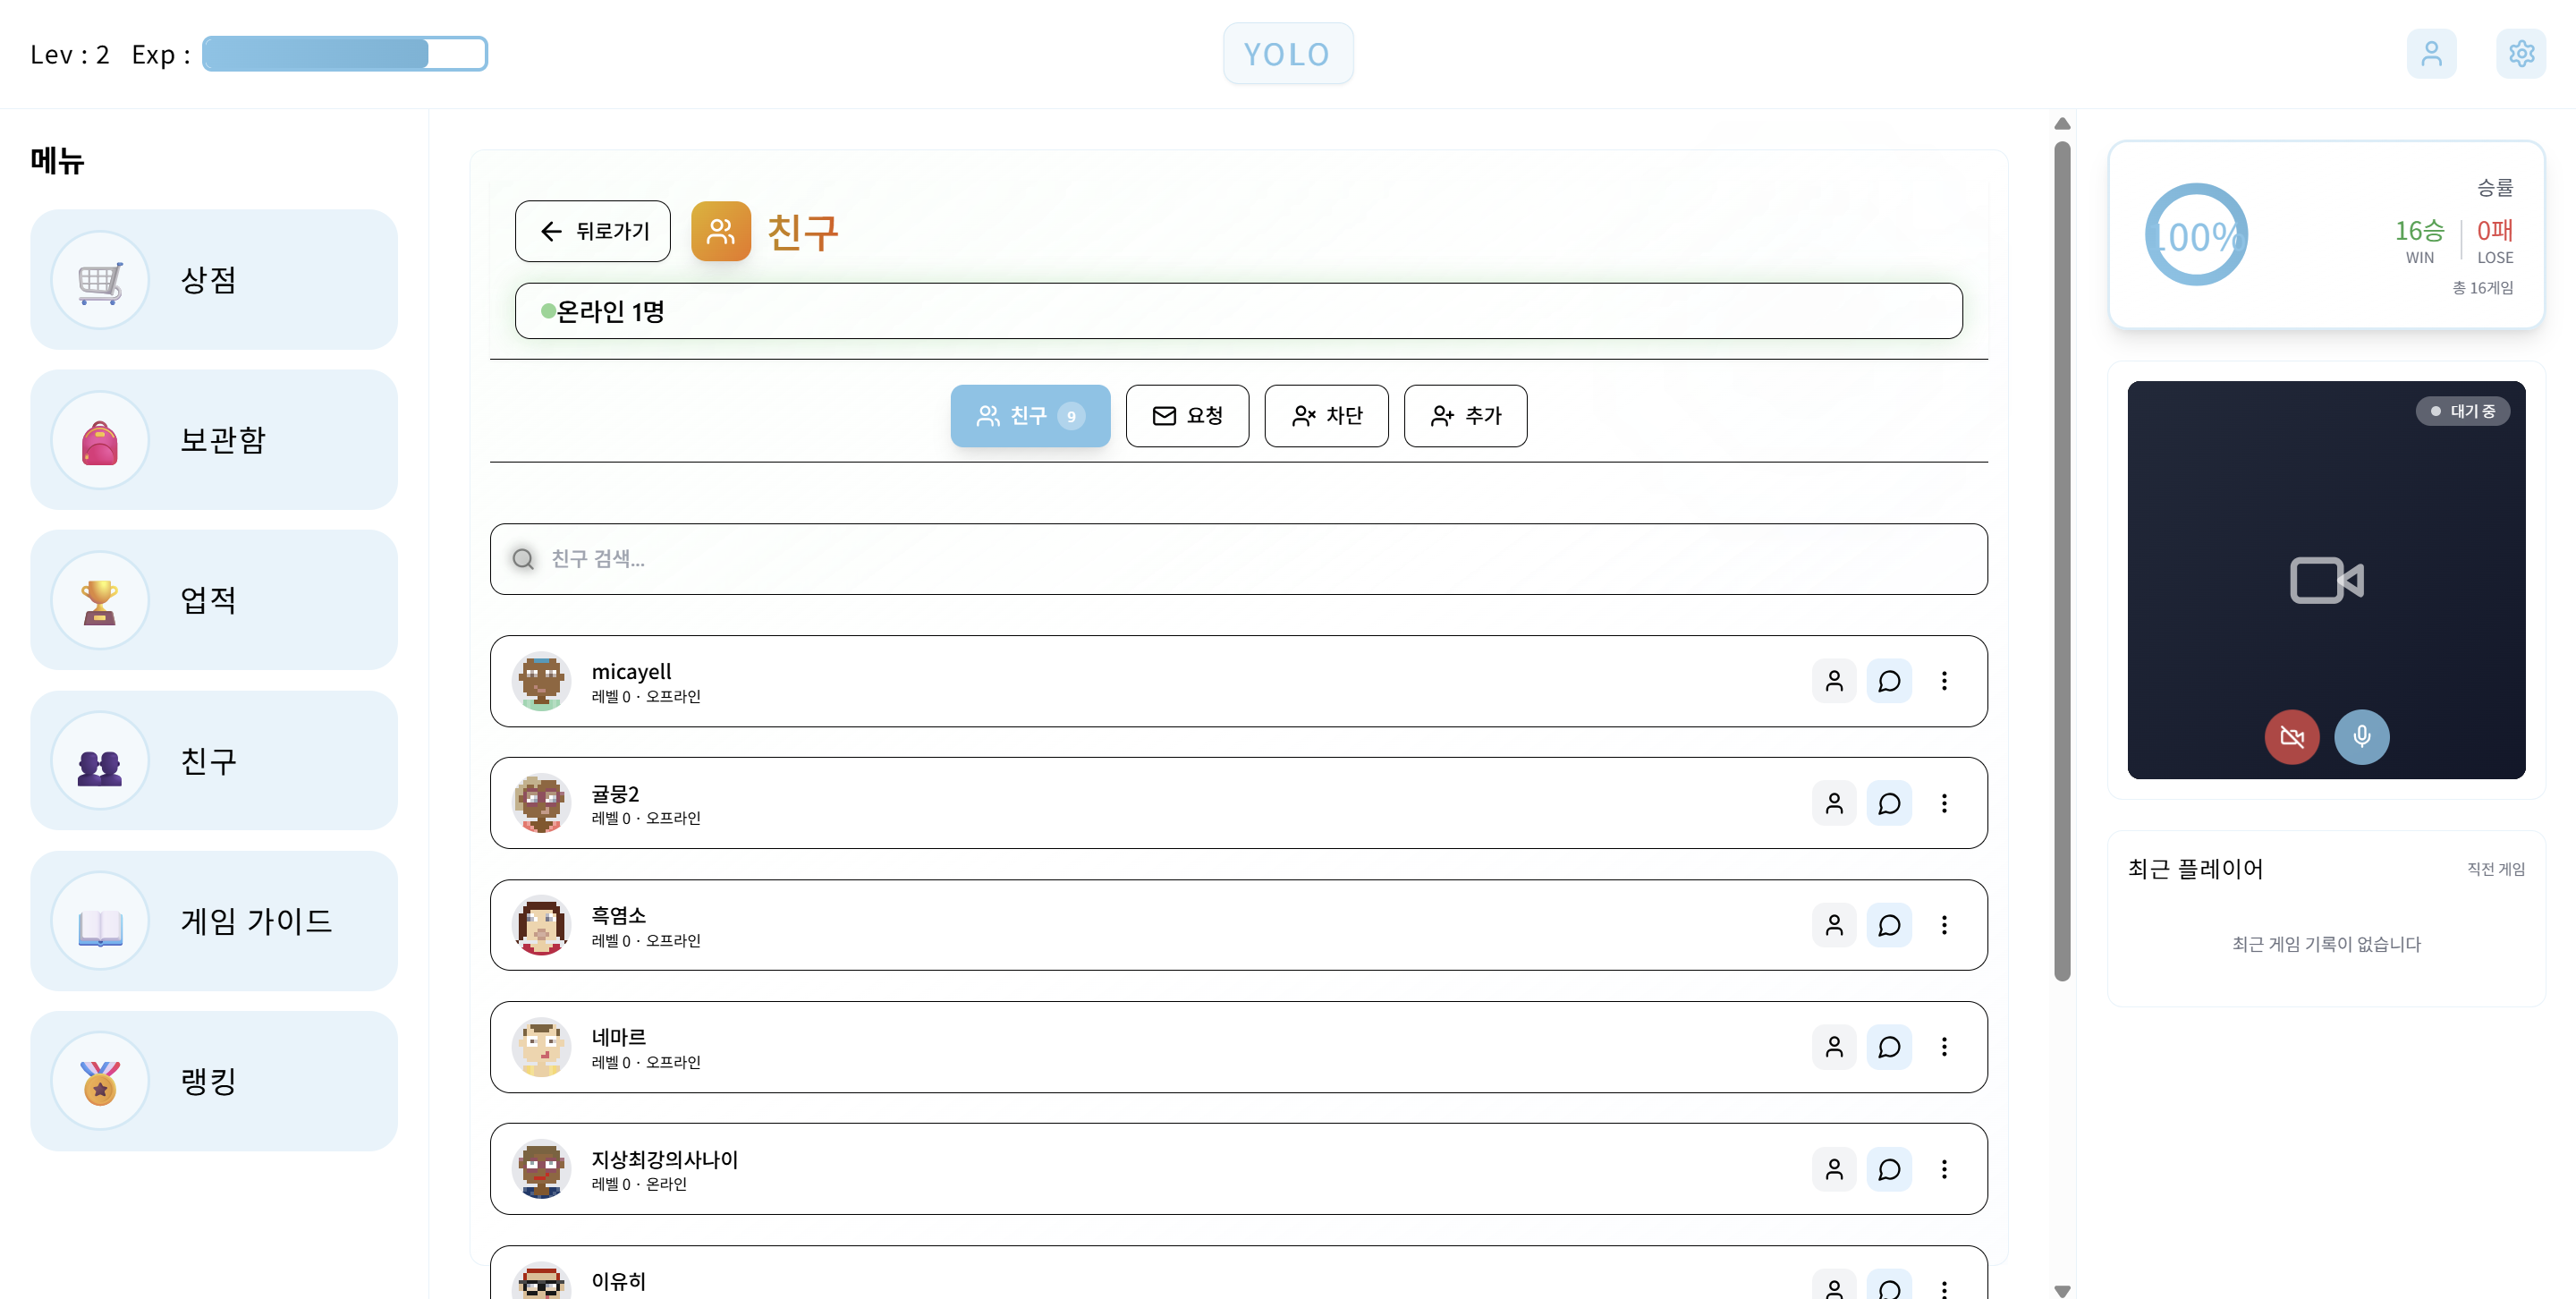 Lev : 2 Exp :
YOLO
메뉴
상점
보관함
업적
친구
게임 가이드
랭킹
뒤로가기
친구
온라인 1명
친구 9
요청
차단
추가
친구 검색...
micayell
레벨 0 · 오프라인
귤뭉2
레벨 0 · 오프라인
흑염소
레벨 0 · 오프라인
네마르
레벨 0 · 오프라인
지상최강의사나이
레벨 0 · 온라인
이유히
승률
100%
16승
0패
WIN
LOSE
총 16게임
대기 중
최근 플레이어
직전 게임
최근 게임 기록이 없습니다